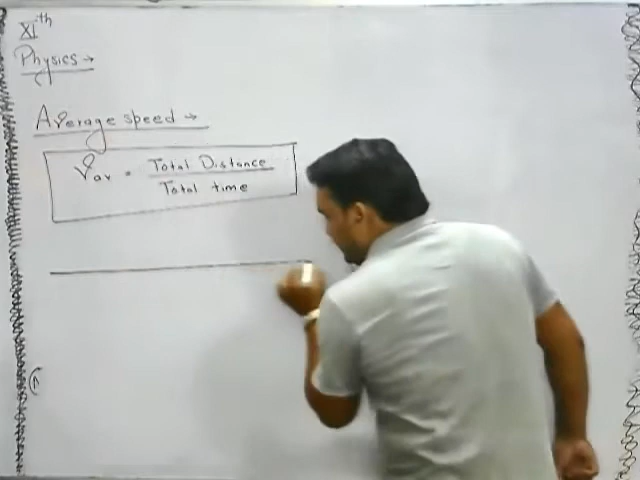 XIth
Physics →
Average speed →
Vav = Total Distance
Total time